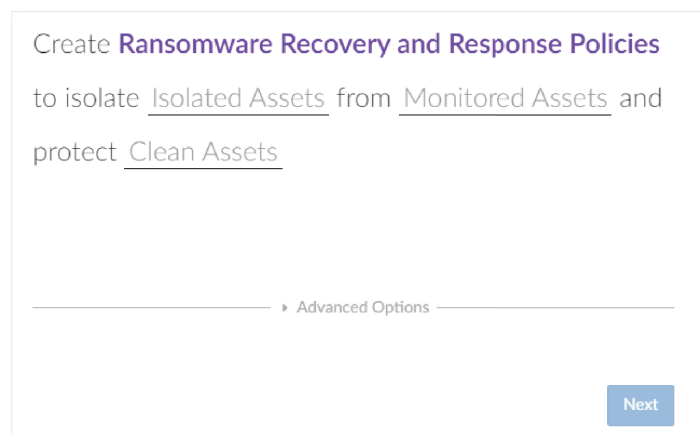 Create Ransomware Recovery and Response Policies
to isolate Isolated Assets from Monitored Assets and
protect Clean Assets
Advanced Options
Next